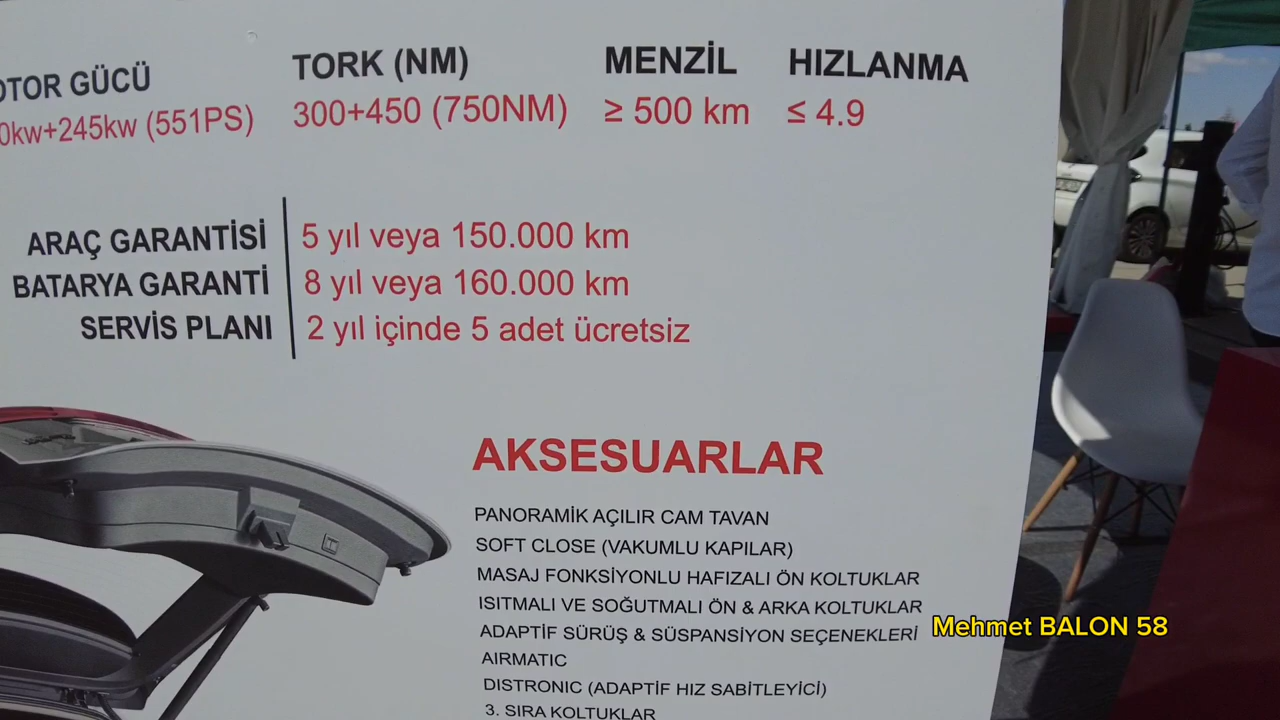 OTOR GÜCÜ TORK (NM) MENZİL HIZLANMA
0kw+245kw (551PS) 300+450 (750NM) ≥ 500 km ≤ 4.9
ARAÇ GARANTİSİ 5 yıl veya 150.000 km
BATARYA GARANTİ 8 yıl veya 160.000 km
SERVİS PLANI 2 yıl içinde 5 adet ücretsiz
AKSESUARLAR
PANORAMİK AÇILIR CAM TAVAN
SOFT CLOSE (VAKUMLU KAPILAR)
MASAJ FONKSİYONLU HAFIZALI ÖN KOLTUKLAR
ISITMALI VE SOĞUTMALI ÖN & ARKA KOLTUKLAR
ADAPTİF SÜRÜŞ & SÜSPANSİYON SEÇENEKLERİ
AIRMATIC
DISTRONIC (ADAPTİF HIZ SABİTLEYİCİ)
3. SIRA KOLTUKLAR
Mehmet BALON 58